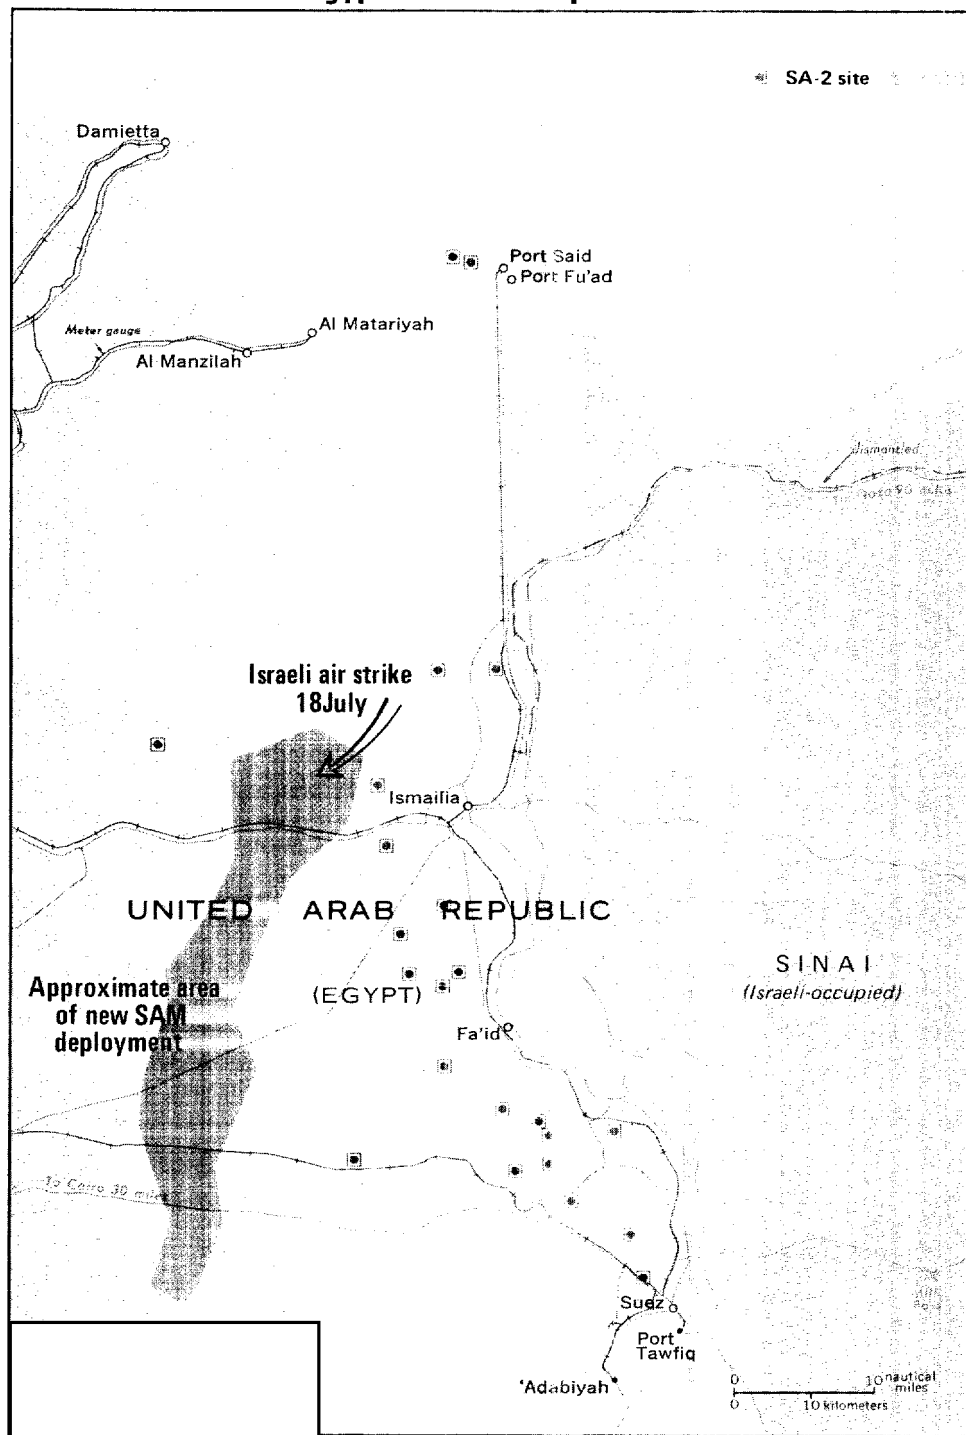 SA-2 site
Damietta
Port Said
Port Fu'ad
Al Matariyah
Meter gauge
Al Manzilah
dismantled
Israeli air strike
18July
Ismailia
UNITED ARAB REPUBLIC
SINAI
(Israeli-occupied)
Approximate area
of new SAM
deployment
(EGYPT)
Fa'id
To Cairo 30 miles
Suez
Port
Tawfiq
'Adabiyah
0 10 nautical
miles
0 10 kilometers